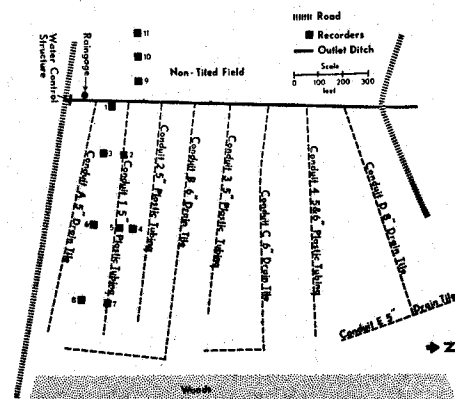 Road
Recorders
Outlet Ditch
Scale
0 100 200 300
feet
Water Control
Structure
Raingage
11
10
9
Non-Tiled Field
1
3
2
6
5
4
8
7
Conduit A, 5" Drain Tile
Conduit 1, 5" Plastic Tubing
Conduit 2, 5" Plastic Tubing
Conduit B, 6" Drain Tile
Conduit 3, 5" Plastic Tubing
Conduit C, 6" Drain Tile
Conduit 4, 5&6" Plastic Tubing
Conduit D, 8" Drain Tile
Conduit E, 5" Drain Tile
N
Woods